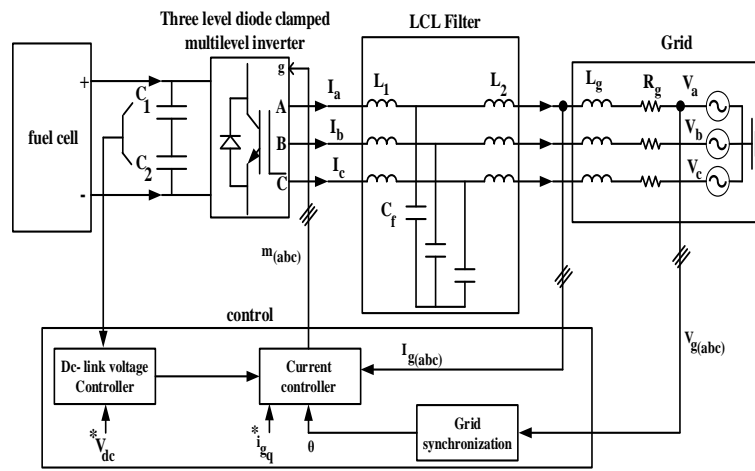 Three level diode clamped
multilevel inverter
LCL Filter
Grid
fuel cell
+
-
C1
C2
g
A
B
C
Ia
Ib
Ic
L1
L2
Cf
Lg
Rg
Va
Vb
Vc
m(abc)
control
Dc- link voltage
Controller
Current
controller
Ig(abc)
Vg(abc)
Grid
synchronization
*Vdc
*igq
θ